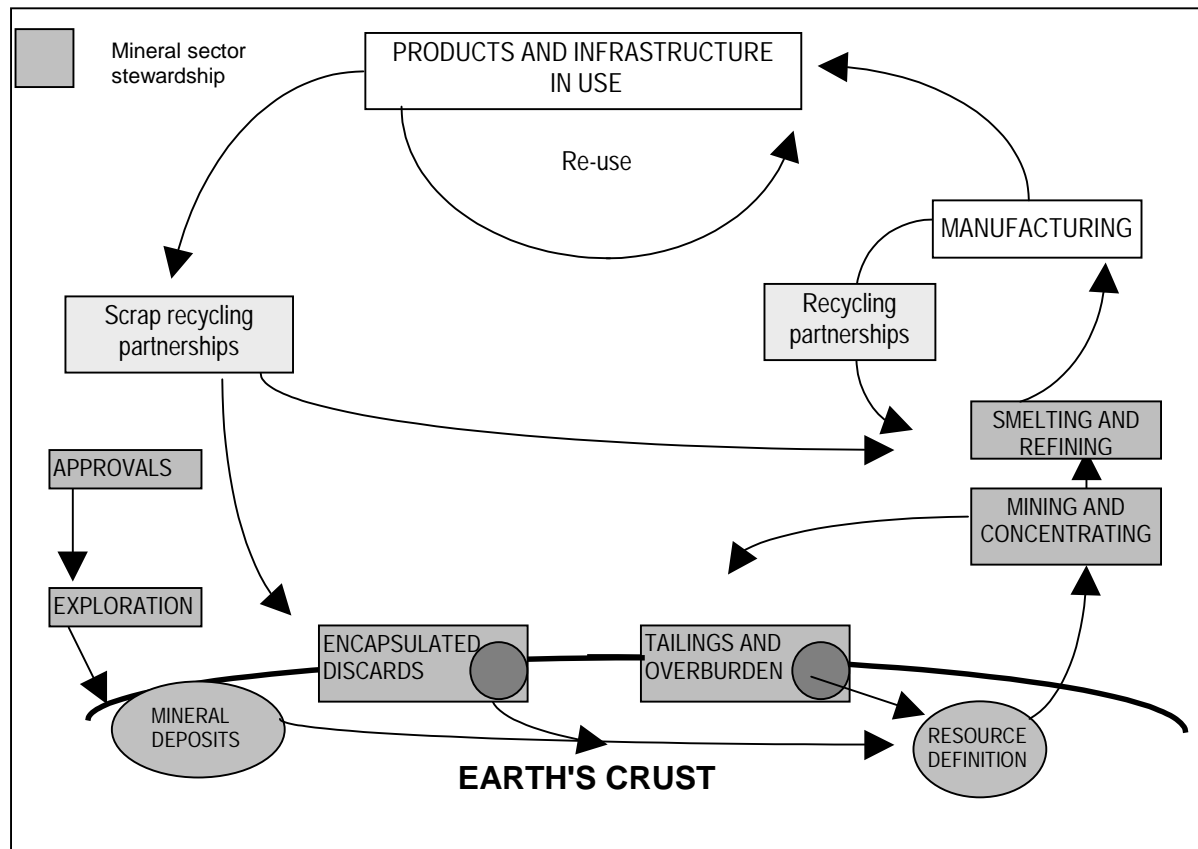 Mineral sector
stewardship
PRODUCTS AND INFRASTRUCTURE
IN USE
Re-use
MANUFACTURING
Scrap recycling
partnerships
Recycling
partnerships
SMELTING AND
REFINING
APPROVALS
MINING AND
CONCENTRATING
EXPLORATION
ENCAPSULATED
DISCARDS
TAILINGS AND
OVERBURDEN
MINERAL
DEPOSITS
RESOURCE
DEFINITION
EARTH'S CRUST